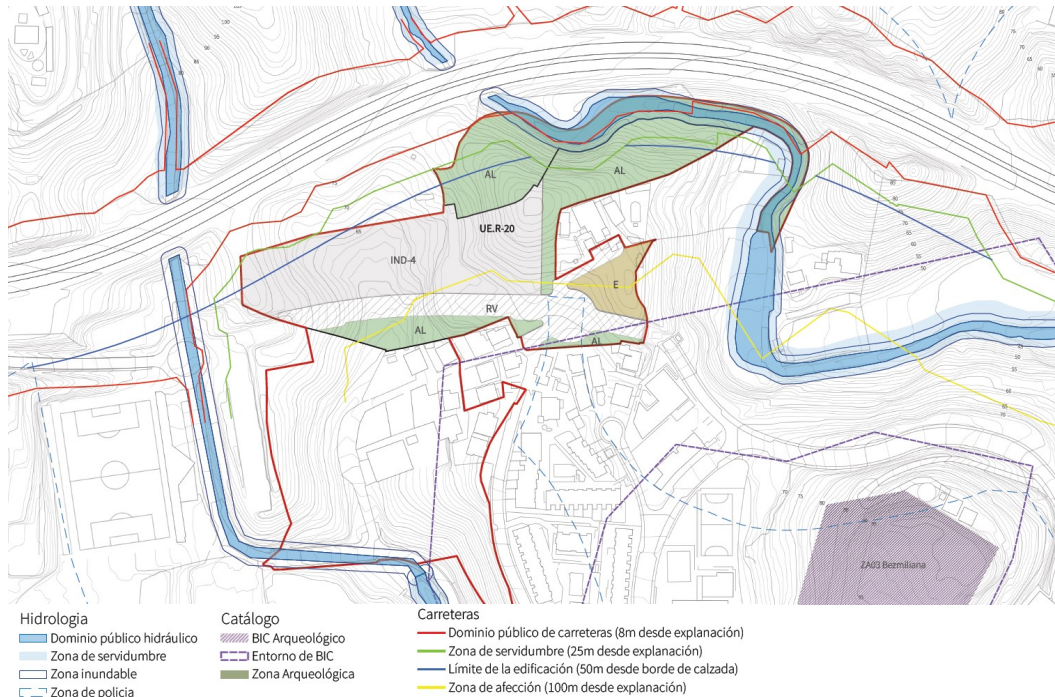 AL
AL
UE.R-20
IND-4
E
RV
AL
AL
ZA03 Bezmiliana
Hidrologia
Dominio público hidráulico
Zona de servidumbre
Zona inundable
Zona de policia
Catálogo
BIC Arqueológico
Entorno de BIC
Zona Arqueológica
Carreteras
Dominio público de carreteras (8m desde explanación)
Zona de servidumbre (25m desde explanación)
Límite de la edificación (50m desde borde de calzada)
Zona de afección (100m desde explanación)